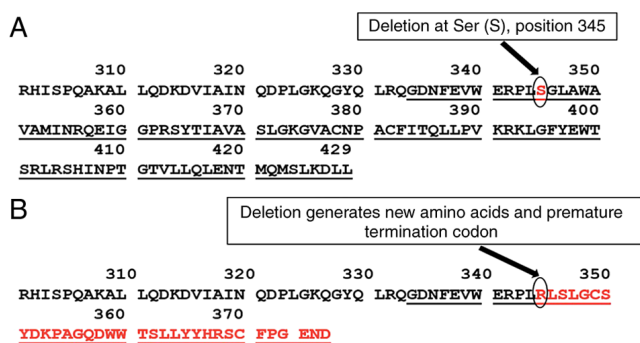 A
Deletion at Ser (S), position 345
310 320 330 340 350
RHISPQAKAL LQDKDVIAIN QDPLGKQGYQ LRQGDNFEVW ERPLSGLAWA
360 370 380 390 400
VAMINRQEIG GPRSYTIAVA SLGKGVACNP ACFITQLLPV KRKLGFYEWT
410 420 429
SRLRSHINPT GTVLLQLENT MQMSLKDLL
B
Deletion generates new amino acids and premature
termination codon
310 320 330 340 350
RHISPQAKAL LQDKDVIAIN QDPLGKQGYQ LRQGDNFEVW ERPLRLSLGCS
360 370
YDKPAGQDWW TSLLYYHRSC FPG END